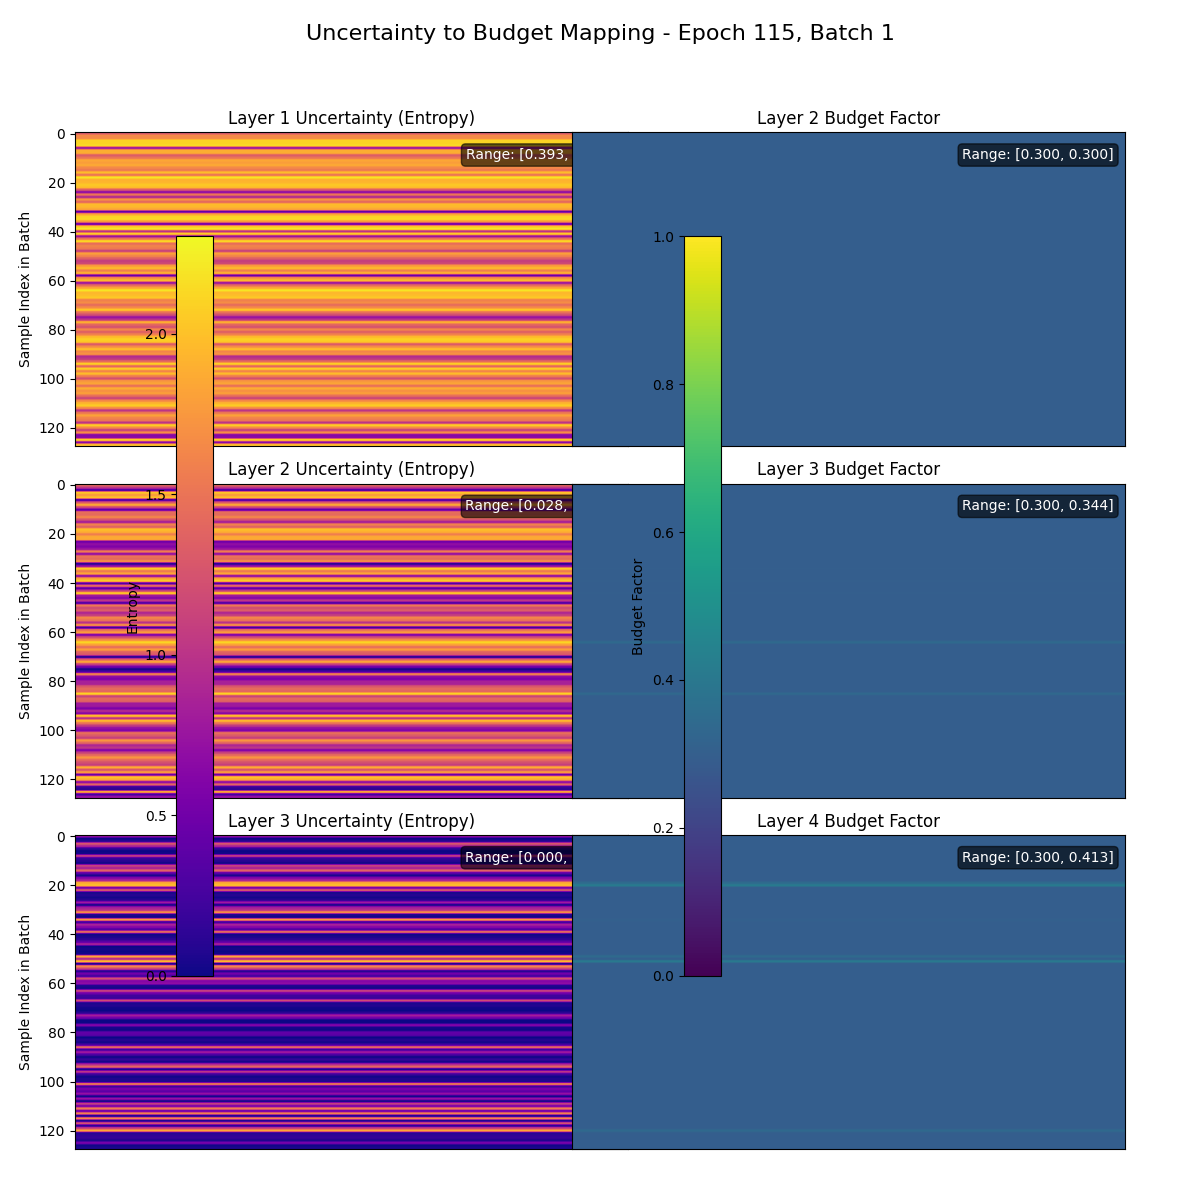 Uncertainty to Budget Mapping - Epoch 115, Batch 1
Layer 1 Uncertainty (Entropy)
Layer 2 Budget Factor
Sample Index in Batch
0
20
40
60
80
100
120
Range: [0.393,
Range: [0.300, 0.300]
Layer 2 Uncertainty (Entropy)
Layer 3 Budget Factor
Sample Index in Batch
0
20
40
60
80
100
120
Range: [0.028,
Range: [0.300, 0.344]
Layer 3 Uncertainty (Entropy)
Layer 4 Budget Factor
Sample Index in Batch
0
20
40
60
80
100
120
Range: [0.000,
Range: [0.300, 0.413]
Entropy
2.0
1.5
1.0
0.5
0.0
Budget Factor
1.0
0.8
0.6
0.4
0.2
0.0